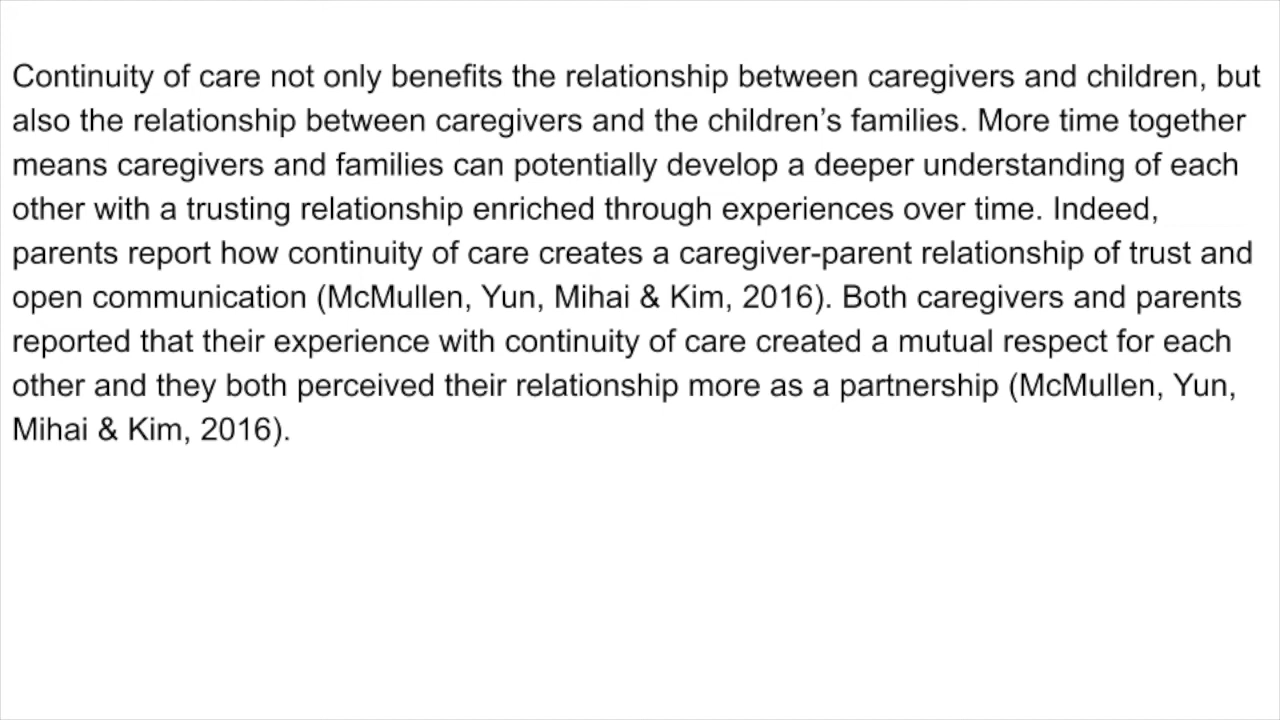 Continuity of care not only benefits the relationship between caregivers and children, but
also the relationship between caregivers and the children’s families. More time together
means caregivers and families can potentially develop a deeper understanding of each
other with a trusting relationship enriched through experiences over time. Indeed,
parents report how continuity of care creates a caregiver-parent relationship of trust and
open communication (McMullen, Yun, Mihai & Kim, 2016). Both caregivers and parents
reported that their experience with continuity of care created a mutual respect for each
other and they both perceived their relationship more as a partnership (McMullen, Yun,
Mihai & Kim, 2016).